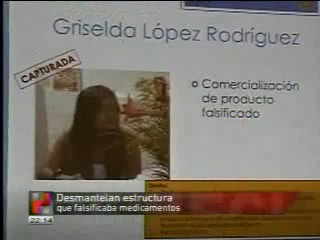 Griselda López Rodríguez
CAPTURADA
Comercialización
de producto
falsificado
Desmantelan estructura
que falsificaba medicamentos
22:14